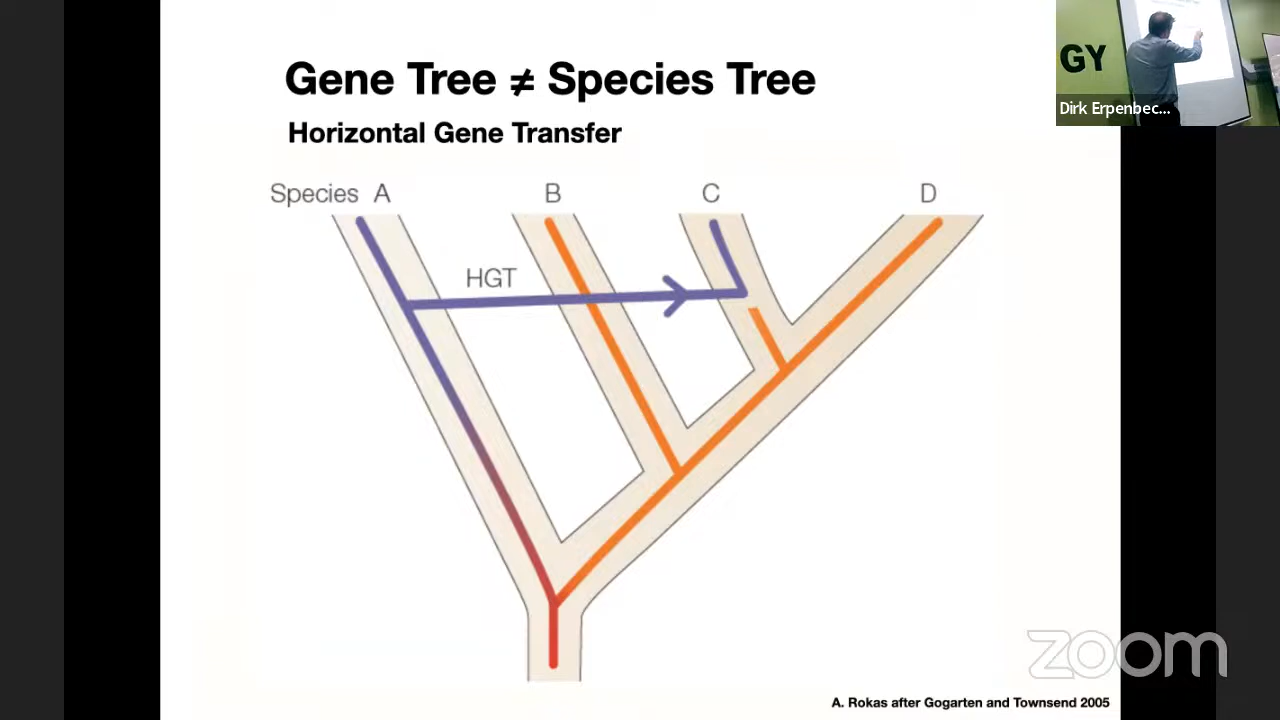 Gene Tree ≠ Species Tree
Horizontal Gene Transfer
GY
Dirk Erpenbec...
Species A B C D
HGT
zoom
A. Rokas after Gogarten and Townsend 2005